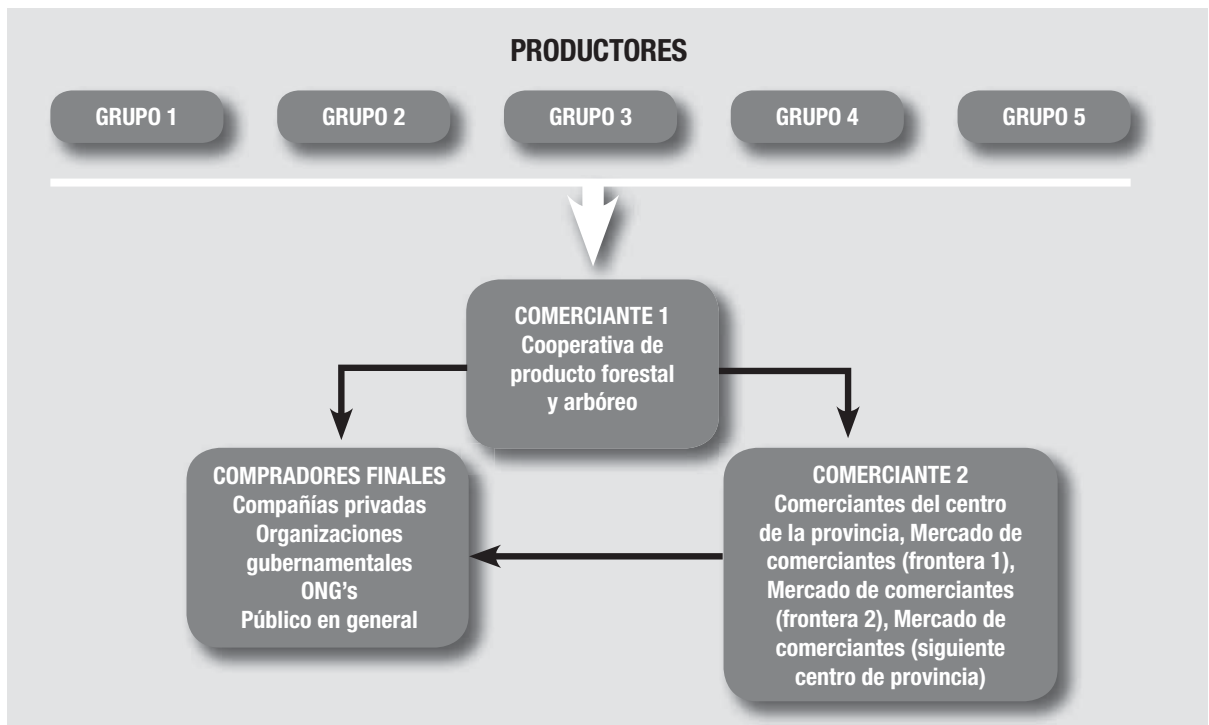 PRODUCTORES
GRUPO 1
GRUPO 2
GRUPO 3
GRUPO 4
GRUPO 5
COMERCIANTE 1
Cooperativa de
producto forestal
y arbóreo
COMPRADORES FINALES
Compañías privadas
Organizaciones
gubernamentales
ONG's
Público en general
COMERCIANTE 2
Comerciantes del centro
de la provincia, Mercado de
comerciantes (frontera 1),
Mercado de comerciantes
(frontera 2), Mercado de
comerciantes (siguiente
centro de provincia)